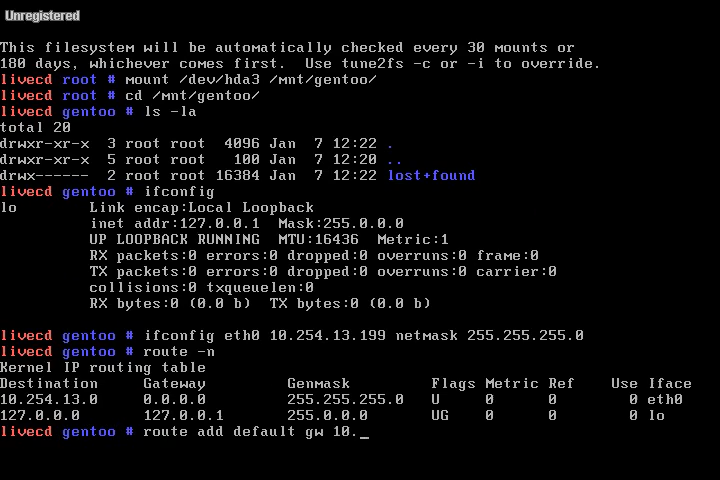 Unregistered
This filesystem will be automatically checked every 30 mounts or
180 days, whichever comes first.  Use tune2fs -c or -i to override.
livecd root # mount /dev/hda3 /mnt/gentoo/
livecd root # cd /mnt/gentoo/
livecd gentoo # ls -la
total 20
drwxr-xr-x  3 root root  4096 Jan  7 12:22 .
drwxr-xr-x  5 root root   100 Jan  7 12:20 ..
drwx------  2 root root 16384 Jan  7 12:22 lost+found
livecd gentoo # ifconfig
lo        Link encap:Local Loopback
          inet addr:127.0.0.1  Mask:255.0.0.0
          UP LOOPBACK RUNNING  MTU:16436  Metric:1
          RX packets:0 errors:0 dropped:0 overruns:0 frame:0
          TX packets:0 errors:0 dropped:0 overruns:0 carrier:0
          collisions:0 txqueuelen:0
          RX bytes:0 (0.0 b)  TX bytes:0 (0.0 b)
livecd gentoo # ifconfig eth0 10.254.13.199 netmask 255.255.255.0
livecd gentoo # route -n
Kernel IP routing table
Destination     Gateway         Genmask         Flags Metric Ref    Use Iface
10.254.13.0     0.0.0.0         255.255.255.0   U     0      0        0 eth0
127.0.0.0       127.0.0.1       255.0.0.0       UG    0      0        0 lo
livecd gentoo # route add default gw 10._